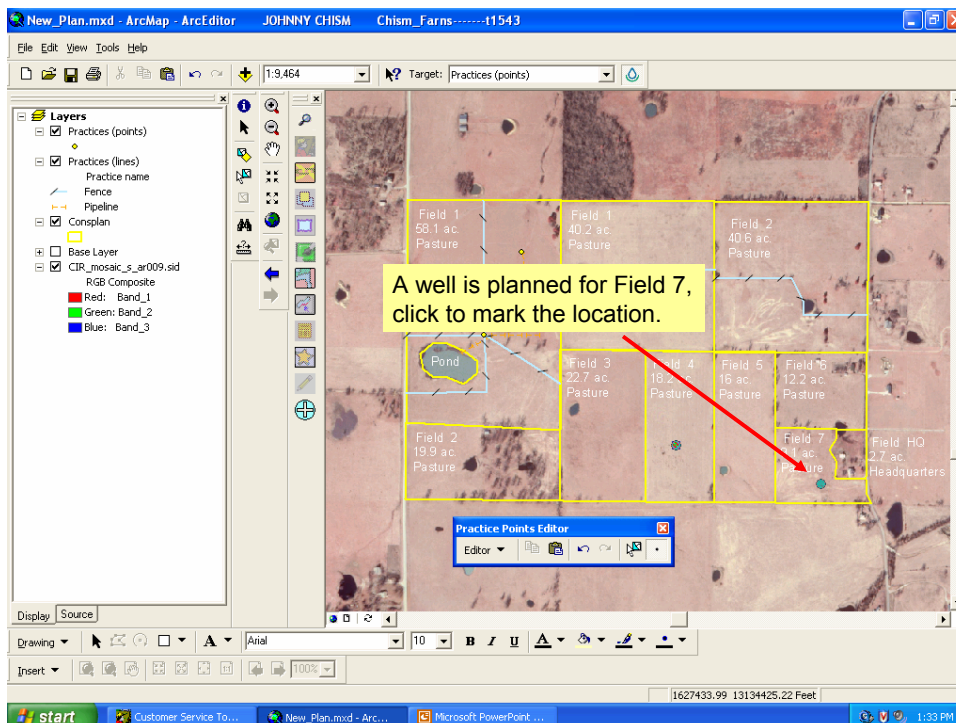 New_Plan.mxd - ArcMap - ArcEditor JOHNNY CHISM Chism_Farns-------t1543
File Edit View Tools Help
1:9,464
Target: Practices (points)
Layers
Practices (points)
Practices (lines)
Practice name
Fence
Pipeline
Consplan
Base Layer
CIR_mosaic_s_ar009.sid
RGB Composite
Red: Band_1
Green: Band_2
Blue: Band_3
Field 1
58.1 ac.
Pasture
Field 1
40.2 ac.
Pasture
Field 2
40.6 ac.
Pasture
A well is planned for Field 7,
click to mark the location.
Pond
Field 3
22.7 ac.
Pasture
Field 4
18.2 ac.
Pasture
Field 5
16 ac.
Pasture
Field 6
12.2 ac.
Pasture
Field 2
19.9 ac.
Pasture
Field 7
ac.
Pasture
Field HQ
2.7 ac.
Headquarters
Practice Points Editor
Editor
Display Source
Drawing A Arial 10 B I U A
Insert 100%
1627433.99 13134425.22 Feet
start Customer Service To... New_Plan.mxd - Arc... Microsoft PowerPoint ... 1:33 PM